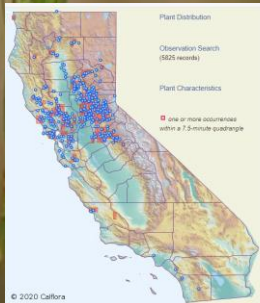 Plant Distribution
Observation Search
(5825 records)
Plant Characteristics
one or more occurrences
within a 7.5-minute quadrangle
© 2020 Calflora